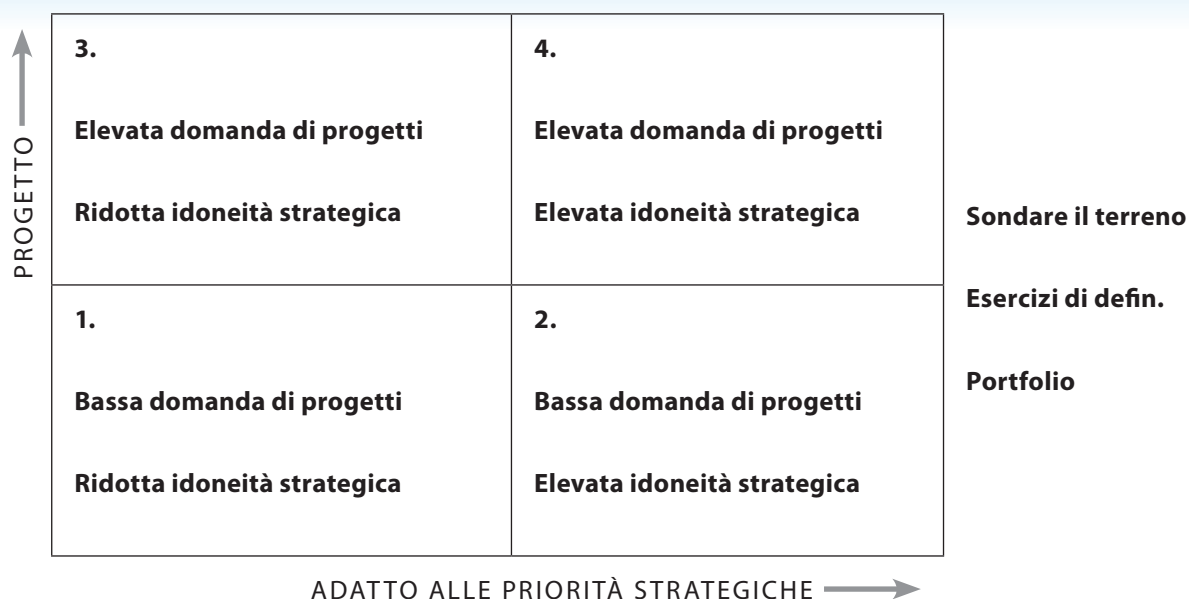 3.
Elevata domanda di progetti
Ridotta idoneità strategica
4.
Elevata domanda di progetti
Elevata idoneità strategica
PROGETTO
1.
Bassa domanda di progetti
Ridotta idoneità strategica
2.
Bassa domanda di progetti
Elevata idoneità strategica
Sondare il terreno
Esercizi di defin.
Portfolio
ADATTO ALLE PRIORITÀ STRATEGICHE